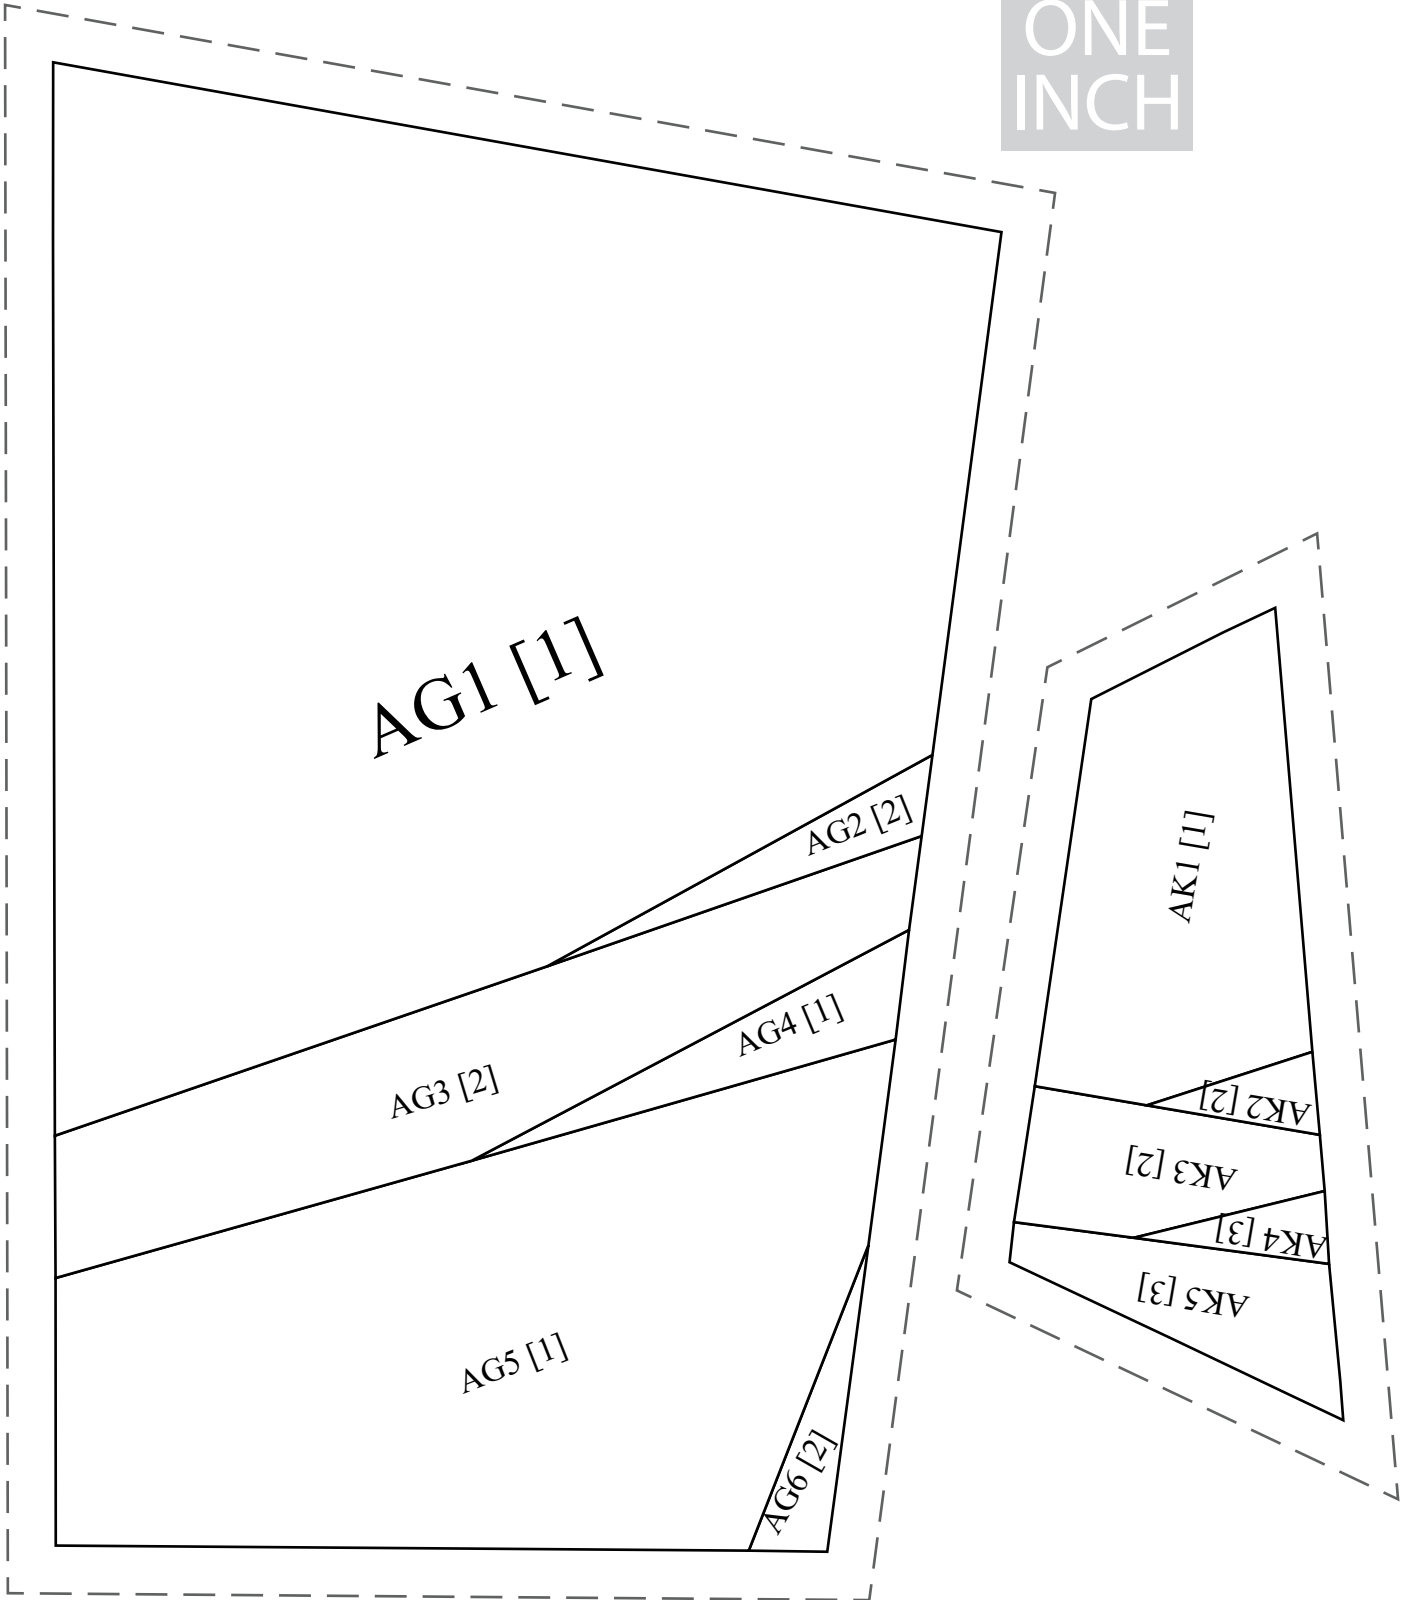 ONE
INCH
AG1 [1]
AG2 [2]
AG3 [2]
AG4 [1]
AG5 [1]
AG6 [2]
AK1 [1]
AK2 [2]
AK3 [2]
AK4 [3]
AK5 [3]